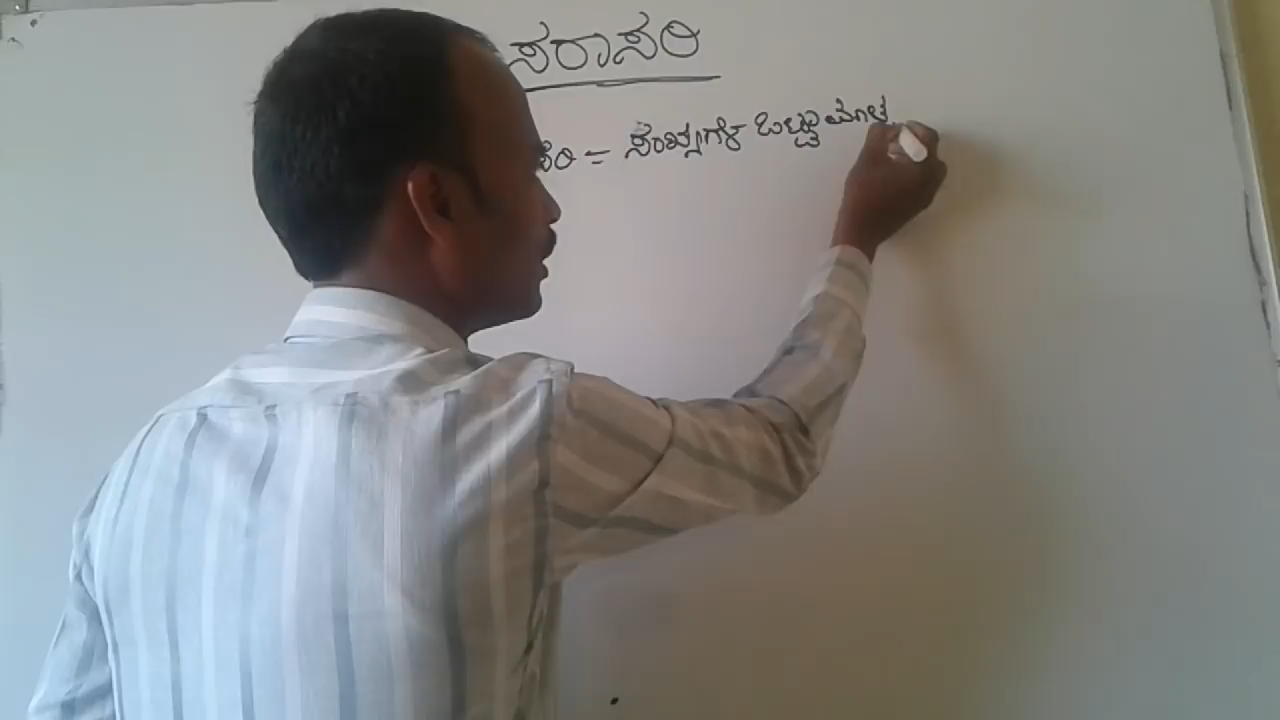 ಸರಾಸರಿ
ಸರಿ = ಸಂಖ್ಯೆಗಳ ಒಟ್ಟು ಮೊತ್ತ